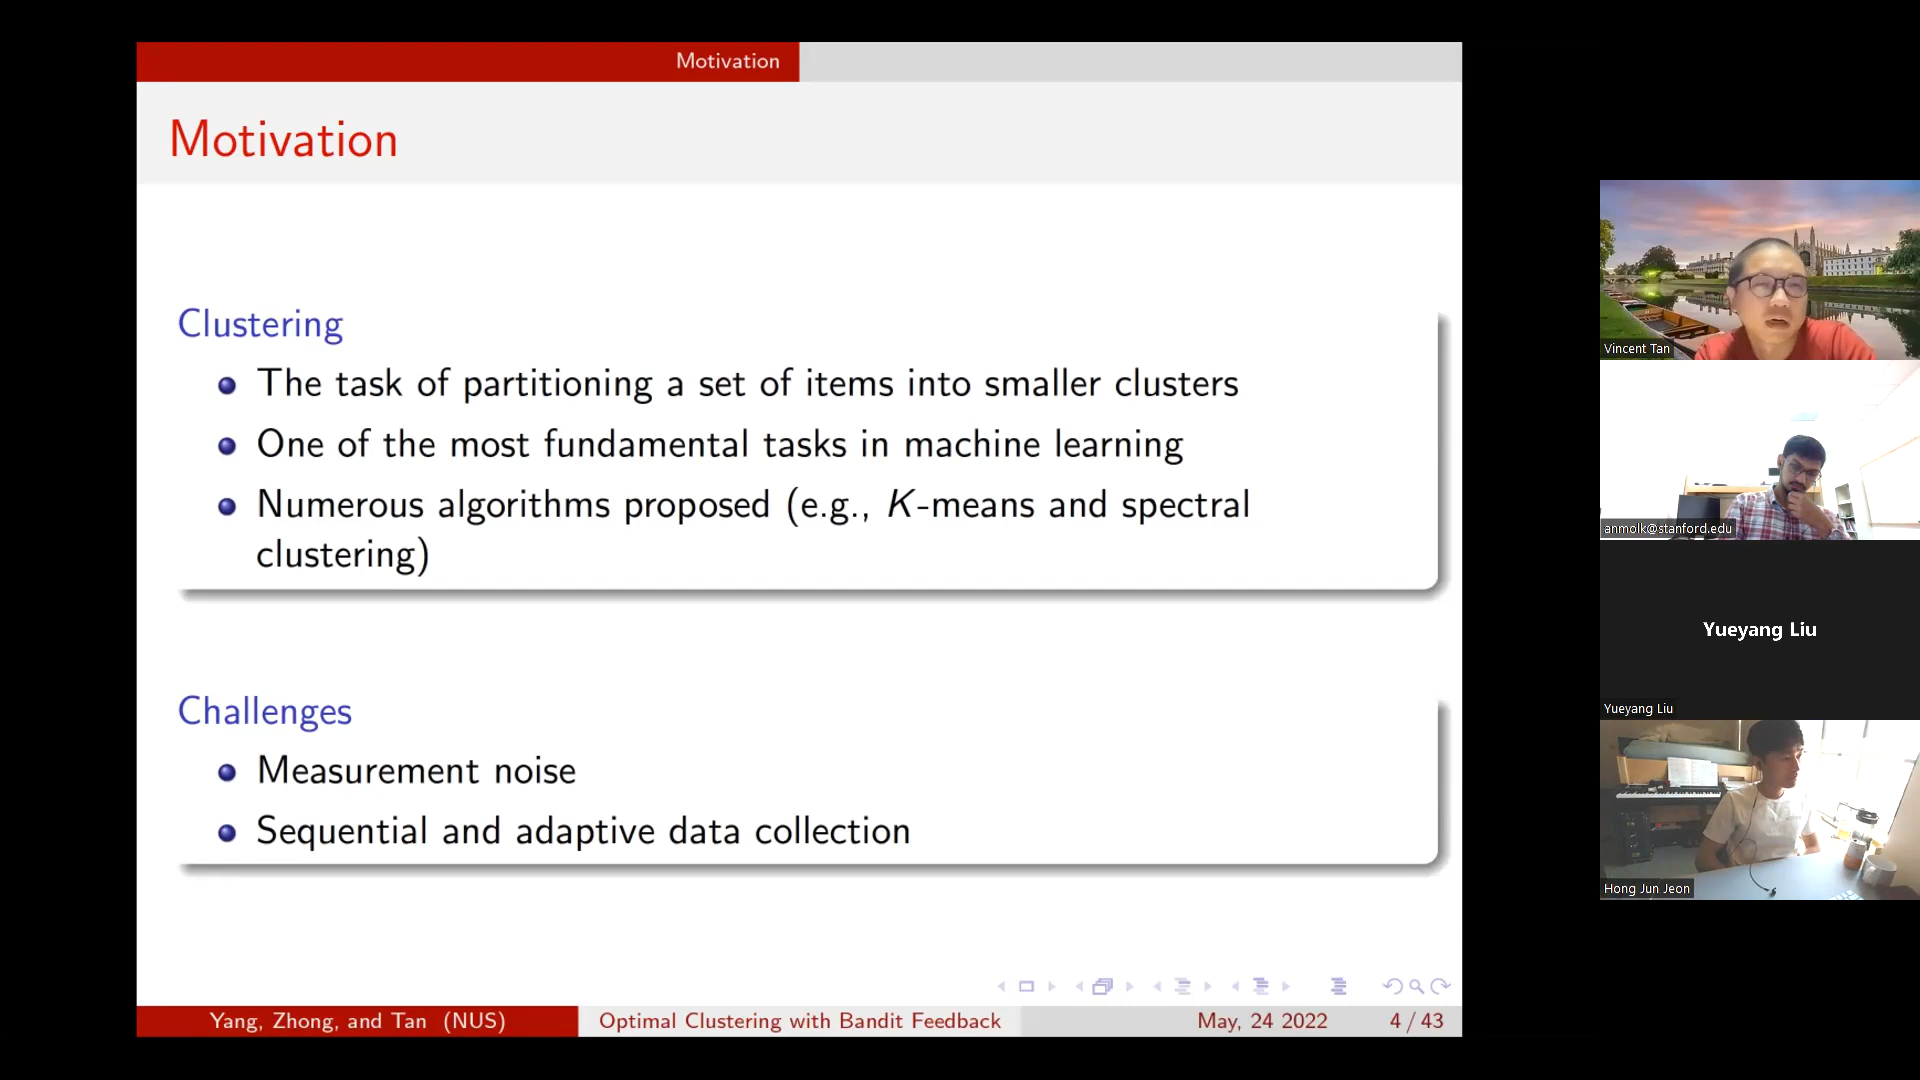 Motivation
Motivation
Clustering
The task of partitioning a set of items into smaller clusters
One of the most fundamental tasks in machine learning
Numerous algorithms proposed (e.g., K-means and spectral
clustering)
Challenges
Measurement noise
Sequential and adaptive data collection
Yang, Zhong, and Tan (NUS)
Optimal Clustering with Bandit Feedback
May, 24 2022
4 / 43
Vincent Tan
anmolk@stanford.edu
Yueyang Liu
Yueyang Liu
Hong Jun Jeon